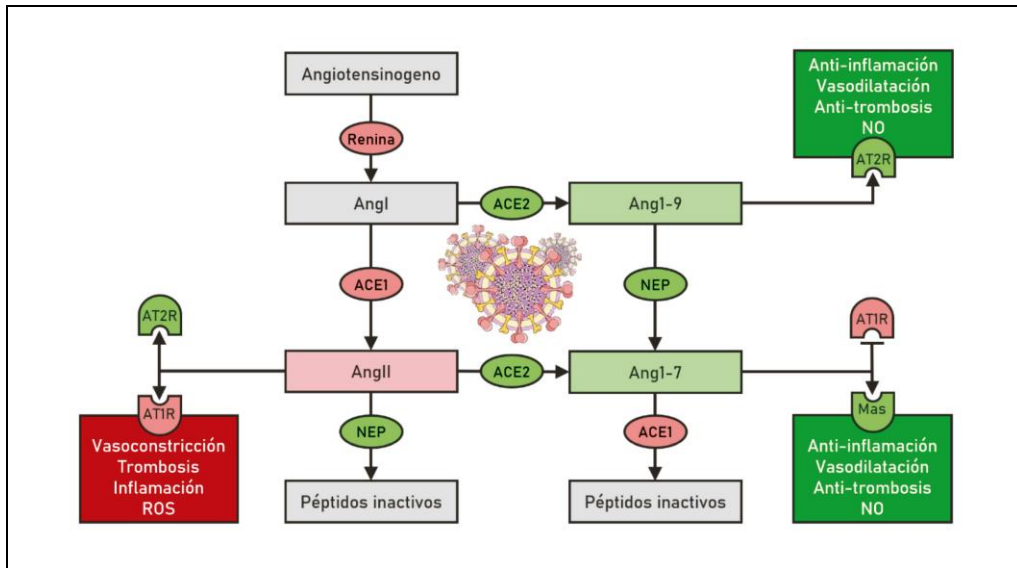 Angiotensinogeno
Renina
AngI
ACE2
Ang1-9
Anti-inflamación
Vasodilatación
Anti-trombosis
NO
AT2R
ACE1
NEP
AT2R
AT1R
AngII
ACE2
Ang1-7
AT1R
Vasoconstricción
Trombosis
Inflamación
ROS
NEP
ACE1
Mas
Anti-inflamación
Vasodilatación
Anti-trombosis
NO
Péptidos inactivos
Péptidos inactivos